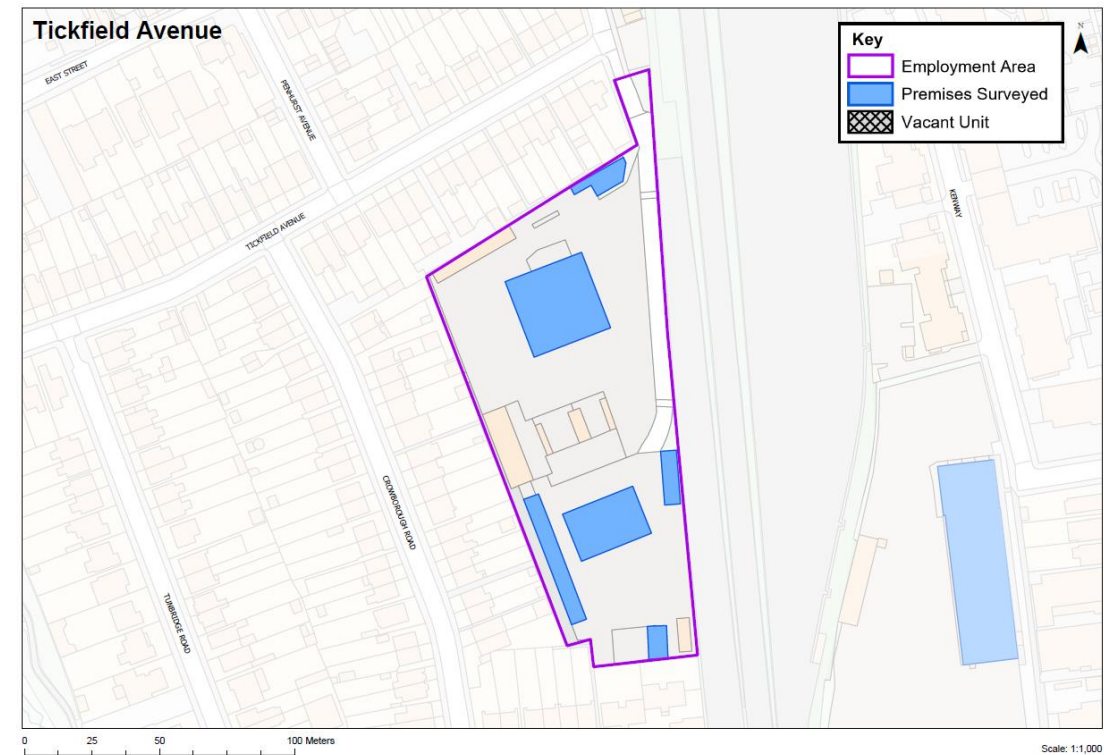 Tickfield Avenue
Key
Employment Area
Premises Surveyed
Vacant Unit
N
EAST STREET
PENHURST AVENUE
TICKFIELD AVENUE
KENWAY
CROWBOROUGH ROAD
TUNBRIDGE ROAD
0 25 50 100 Meters
Scale: 1:1,000